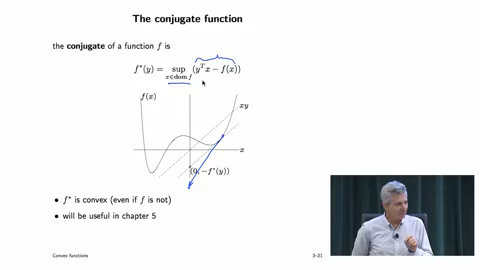 The conjugate function
the conjugate of a function f is
f*(y) = sup x∈dom f (y^T x − f(x))
f(x)
xy
x
(0, −f*(y))
• f* is convex (even if f is not)
• will be useful in chapter 5
Convex functions
3–21